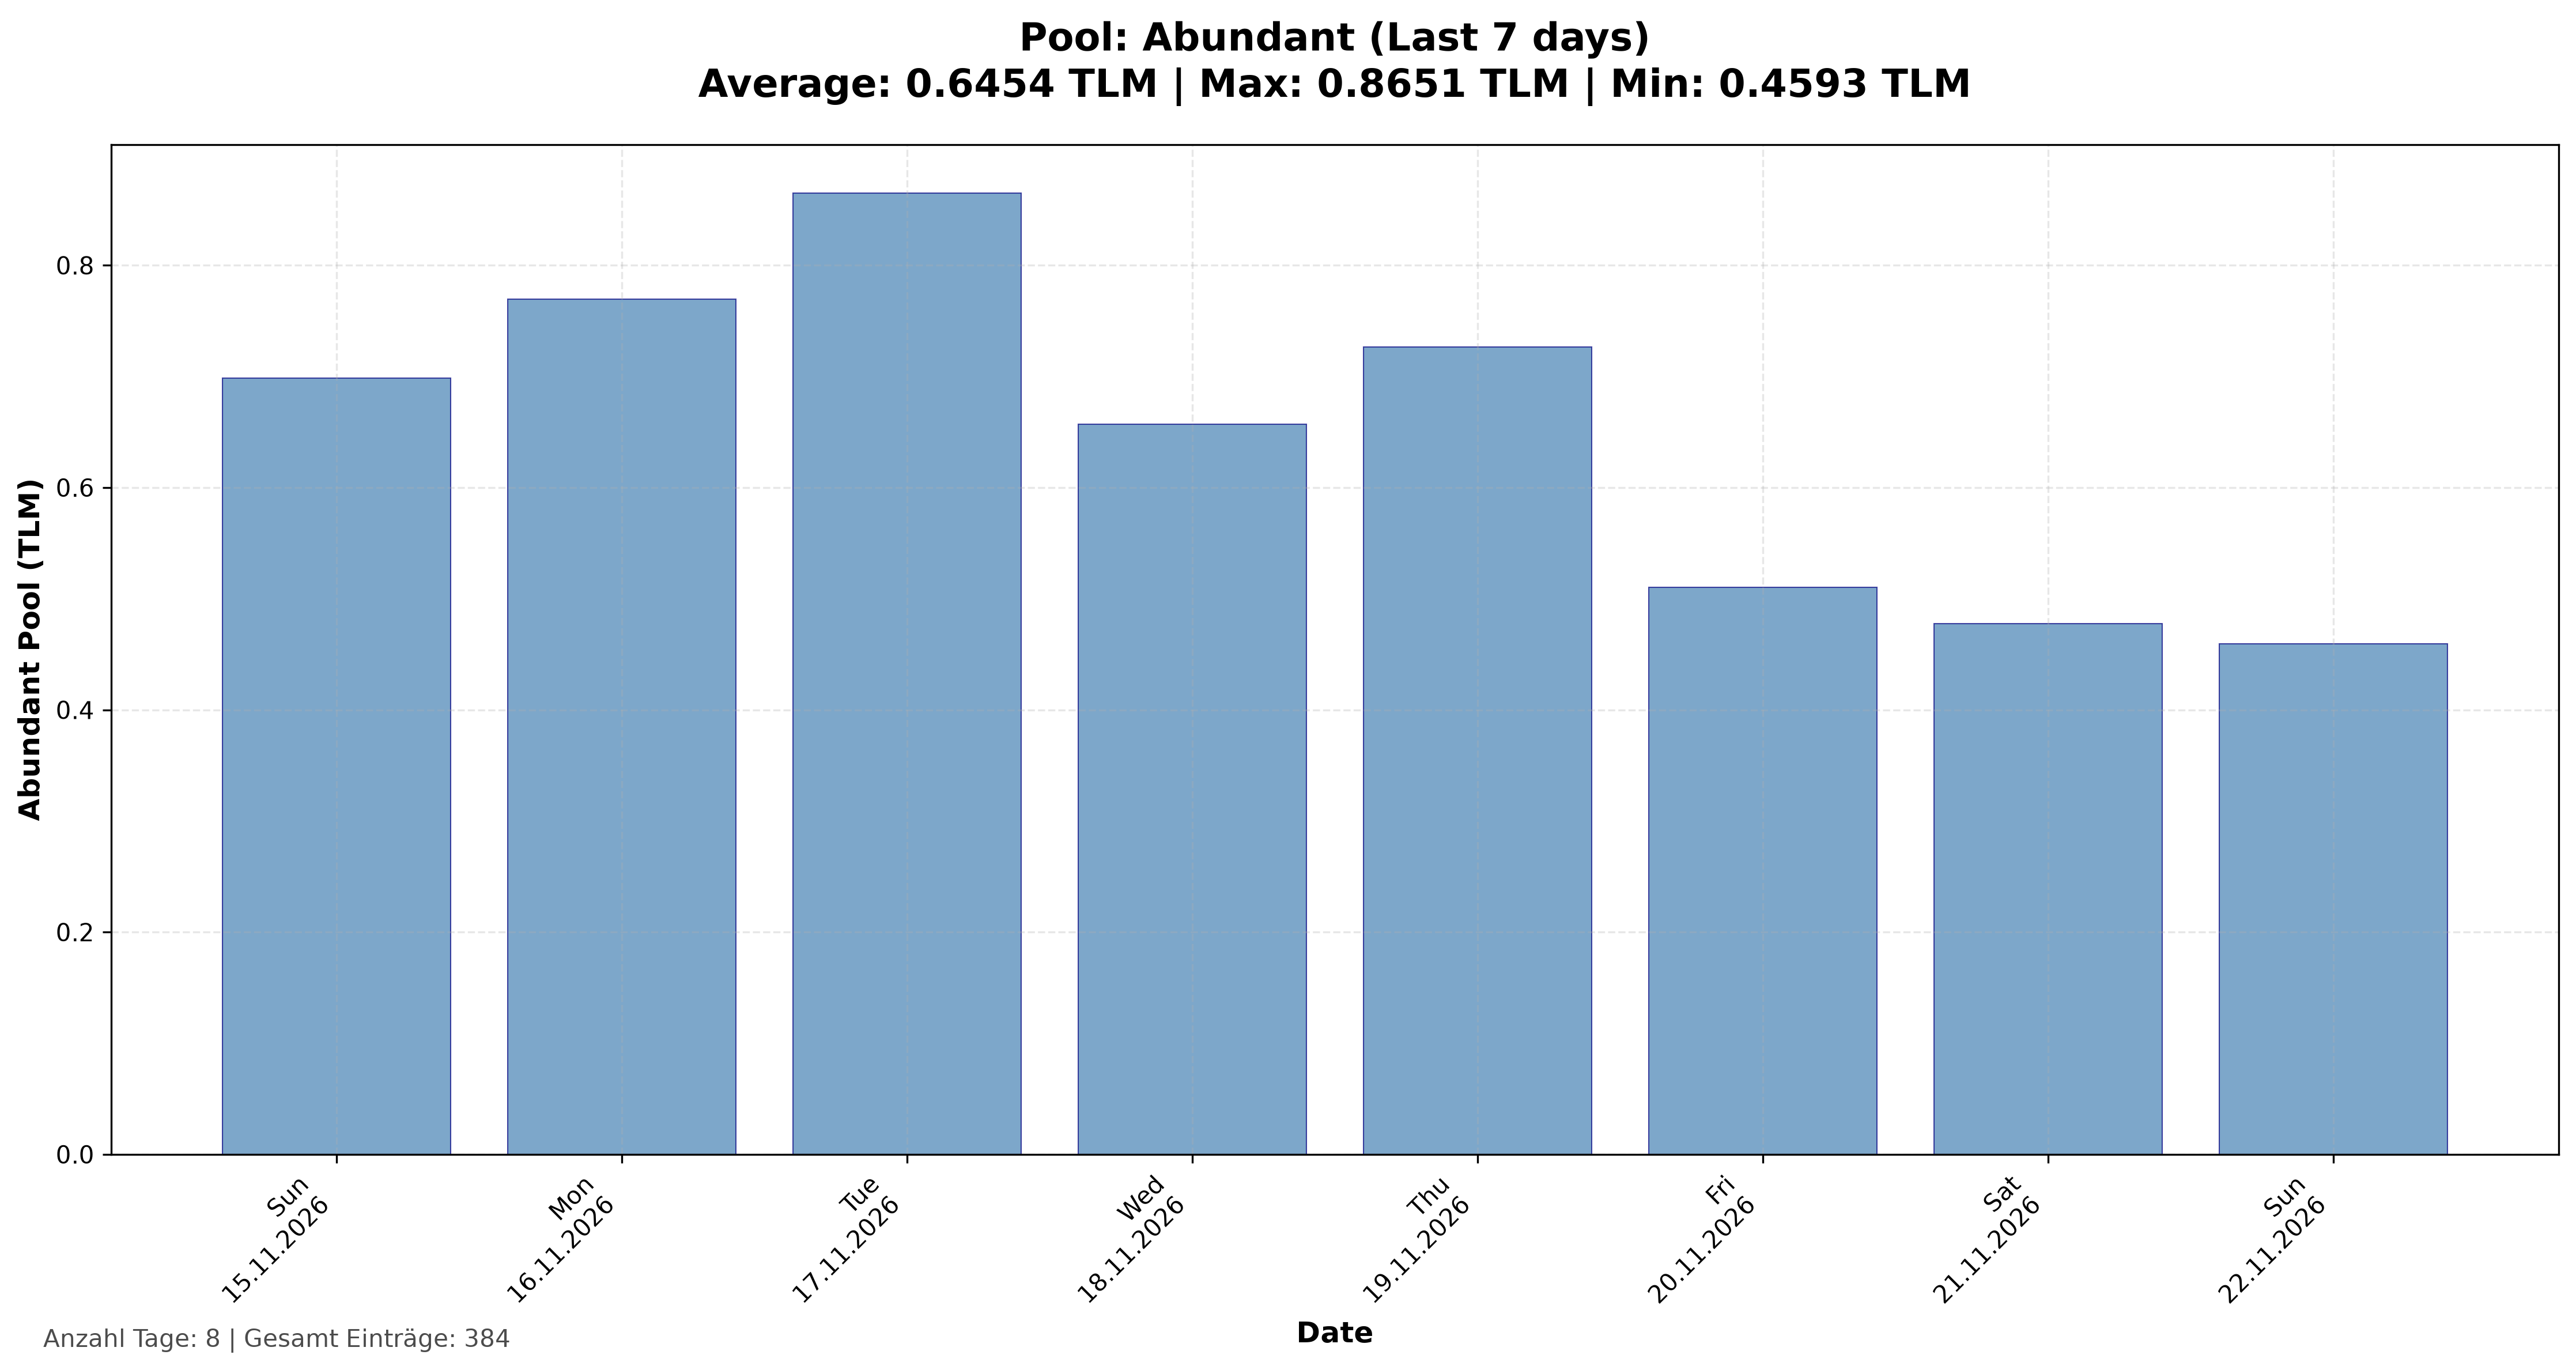 Pool: Abundant (Last 7 days)
Average: 0.6454 TLM | Max: 0.8651 TLM | Min: 0.4593 TLM
Abundant Pool (TLM)
0.8
0.6
0.4
0.2
0.0
Sun
15.11.2026
Mon
16.11.2026
Tue
17.11.2026
Wed
18.11.2026
Thu
19.11.2026
Fri
20.11.2026
Sat
21.11.2026
Sun
22.11.2026
Date
Anzahl Tage: 8 | Gesamt Einträge: 384